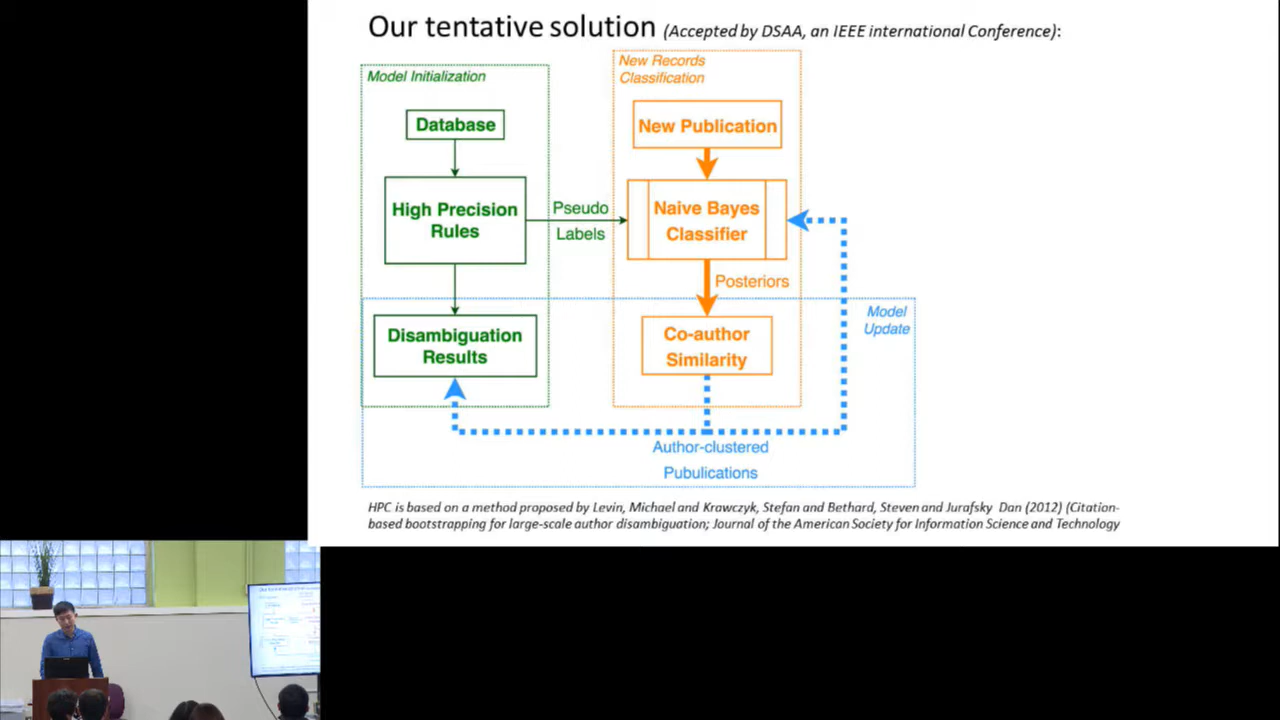 Our tentative solution (Accepted by DSAA, an IEEE international Conference):
Model Initialization
Database
High Precision
Rules
Disambiguation
Results
Pseudo
Labels
New Records
Classification
New Publication
Naive Bayes
Classifier
Posteriors
Co-author
Similarity
Model
Update
Author-clustered
Pubulications
HPC is based on a method proposed by Levin, Michael and Krawczyk, Stefan and Bethard, Steven and Jurafsky Dan (2012) (Citation-
based bootstrapping for large-scale author disambiguation; Journal of the American Society for Information Science and Technology